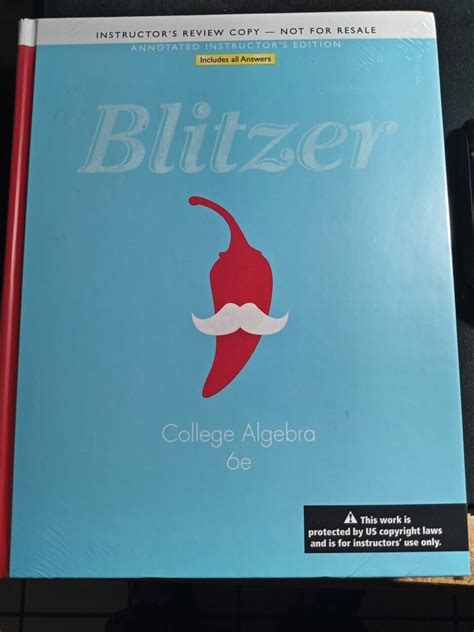 INSTRUCTOR'S REVIEW COPY — NOT FOR RESALE
ANNOTATED INSTRUCTOR'S EDITION
Includes all Answers
Blitzer
College Algebra
6e
⚠ This work is
protected by US copyright laws
and is for instructors' use only.